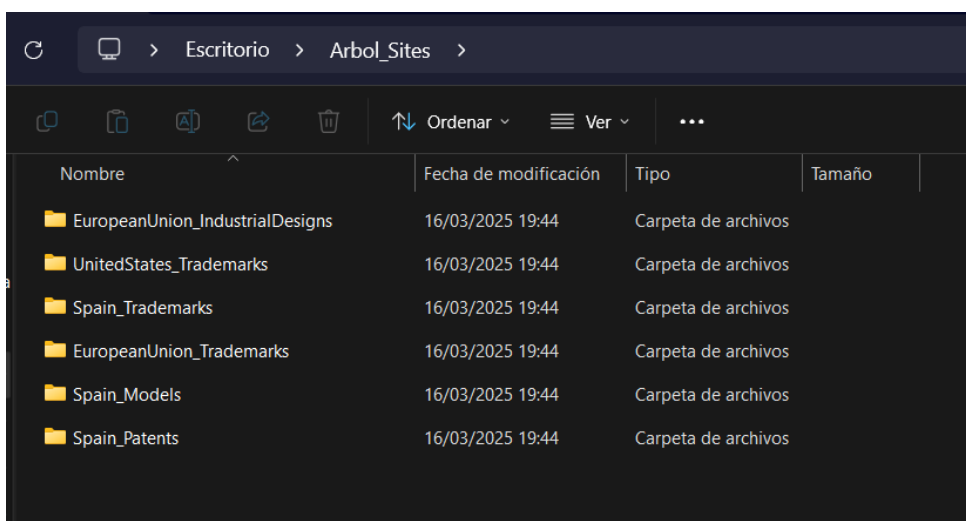 Escritorio > Arbol_Sites >
Ordenar Ver
Nombre Fecha de modificación Tipo Tamaño
EuropeanUnion_IndustrialDesigns 16/03/2025 19:44 Carpeta de archivos
UnitedStates_Trademarks 16/03/2025 19:44 Carpeta de archivos
Spain_Trademarks 16/03/2025 19:44 Carpeta de archivos
EuropeanUnion_Trademarks 16/03/2025 19:44 Carpeta de archivos
Spain_Models 16/03/2025 19:44 Carpeta de archivos
Spain_Patents 16/03/2025 19:44 Carpeta de archivos